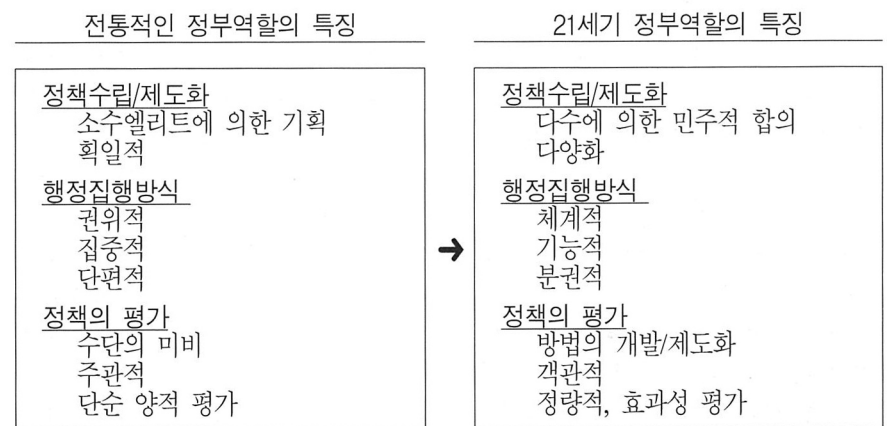 전통적인 정부역할의 특징
정책수립/제도화
소수엘리트에 의한 기획
획일적
행정집행방식
권위적
집중적
단편적
정책의 평가
수단의 미비
주관적
단순 양적 평가
➔
21세기 정부역할의 특징
정책수립/제도화
다수에 의한 민주적 합의
다양화
행정집행방식
체계적
기능적
분권적
정책의 평가
방법의 개발/제도화
객관적
정량적, 효과성 평가